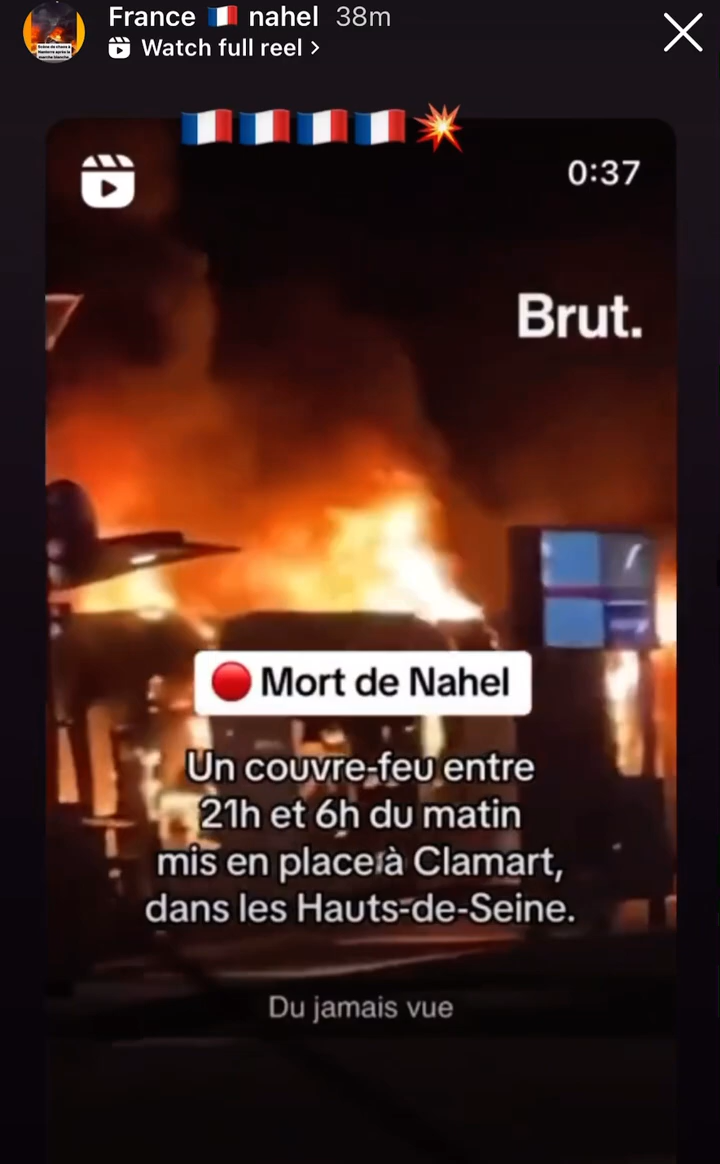 France 🇫🇷 nahel 38m
Watch full reel >
🇫🇷🇫🇷🇫🇷🇫🇷💥
0:37
Brut.
🔴 Mort de Nahel
Un couvre-feu entre
21h et 6h du matin
mis en place à Clamart,
dans les Hauts-de-Seine.
Du jamais vue